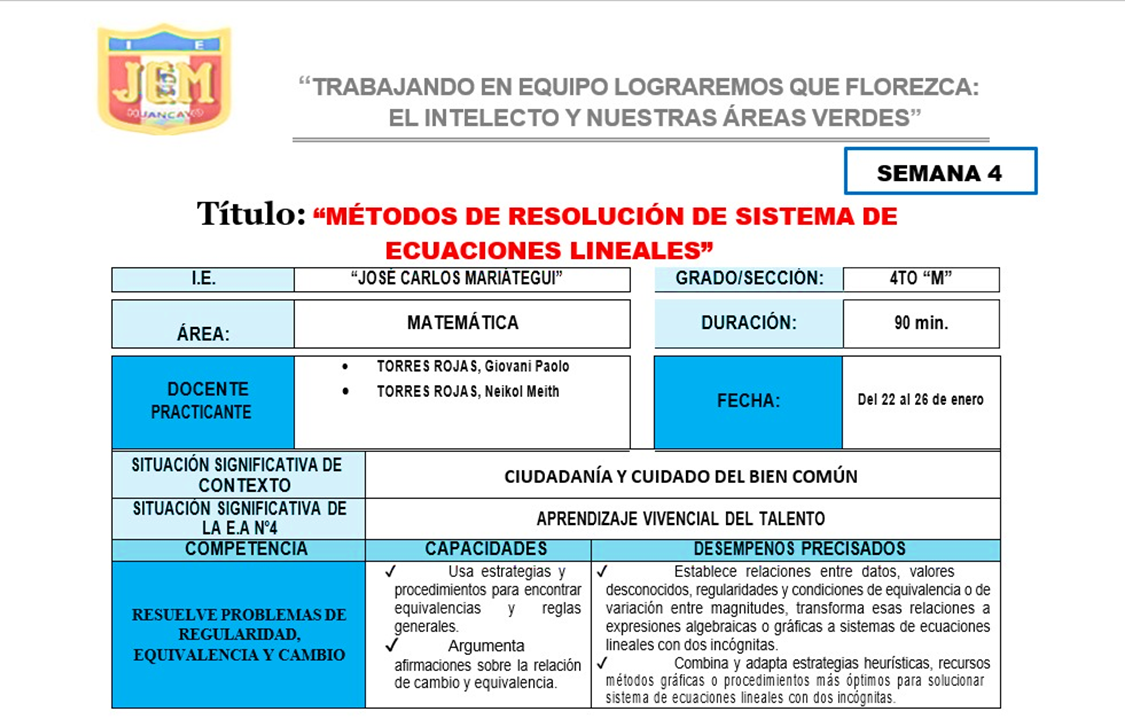 I E
JCM
HUANCAYO
“TRABAJANDO EN EQUIPO LOGRAREMOS QUE FLOREZCA:
EL INTELECTO Y NUESTRAS ÁREAS VERDES”
SEMANA 4
Título: “MÉTODOS DE RESOLUCIÓN DE SISTEMA DE
ECUACIONES LINEALES”
I.E. “JOSÉ CARLOS MARIÁTEGUI” GRADO/SECCIÓN: 4TO “M”
ÁREA: MATEMÁTICA DURACIÓN: 90 min.
DOCENTE
PRACTICANTE
• TORRES ROJAS, Giovani Paolo
• TORRES ROJAS, Neikol Meith
FECHA: Del 22 al 26 de enero
SITUACIÓN SIGNIFICATIVA DE
CONTEXTO
CIUDADANÍA Y CUIDADO DEL BIEN COMÚN
SITUACIÓN SIGNIFICATIVA DE
LA E.A N°4
APRENDIZAJE VIVENCIAL DEL TALENTO
COMPETENCIA CAPACIDADES DESEMPENOS PRECISADOS
RESUELVE PROBLEMAS DE
REGULARIDAD,
EQUIVALENCIA Y CAMBIO
✓ Usa estrategias y
procedimientos para encontrar
equivalencias y reglas
generales.
✓ Argumenta
afirmaciones sobre la relación
de cambio y equivalencia.
✓ Establece relaciones entre datos, valores
desconocidos, regularidades y condiciones de equivalencia o de
variación entre magnitudes, transforma esas relaciones a
expresiones algebraicas o gráficas a sistemas de ecuaciones
lineales con dos incógnitas.
✓ Combina y adapta estrategias heurísticas, recursos
métodos gráficas o procedimientos más óptimos para solucionar
sistema de ecuaciones lineales con dos incógnitas.